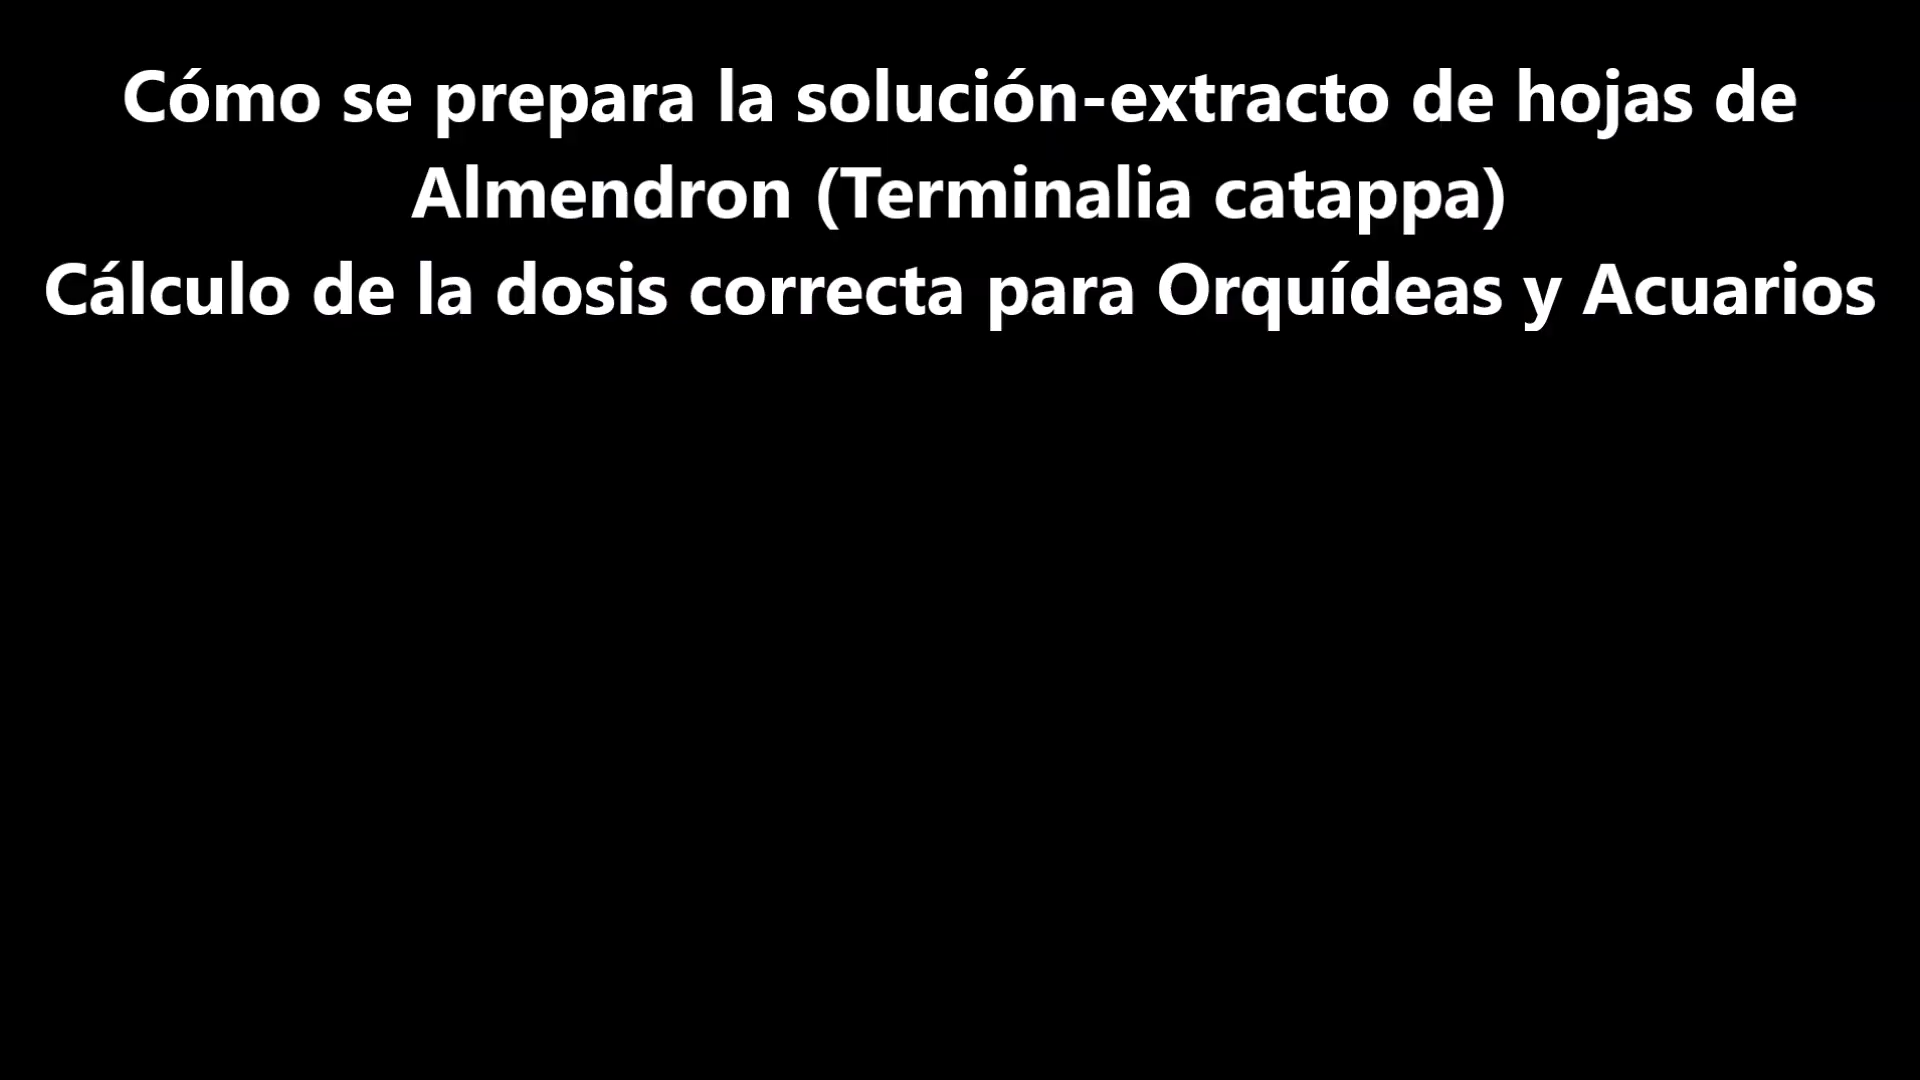 Cómo se prepara la solución-extracto de hojas de
Almendron (Terminalia catappa)
Cálculo de la dosis correcta para Orquídeas y Acuarios